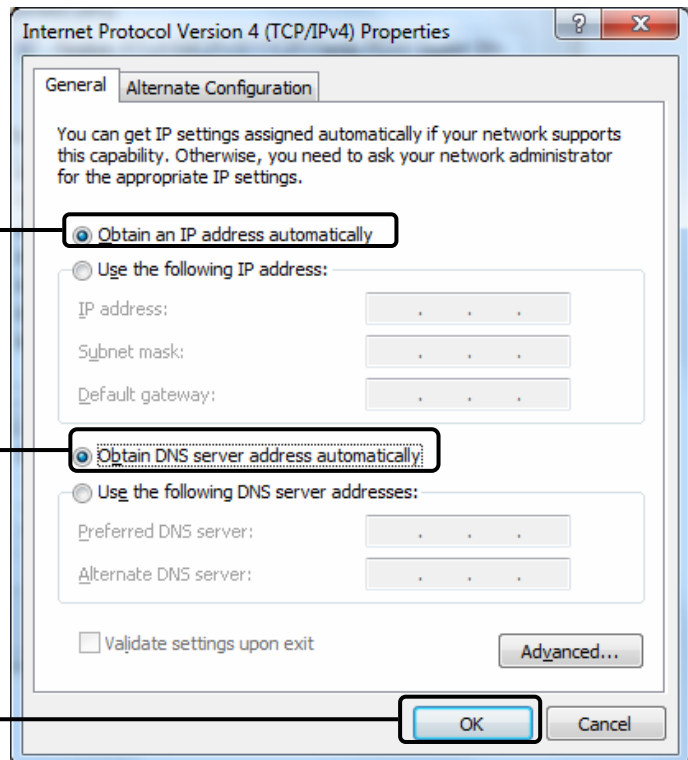 Internet Protocol Version 4 (TCP/IPv4) Properties
General Alternate Configuration
You can get IP settings assigned automatically if your network supports
this capability. Otherwise, you need to ask your network administrator
for the appropriate IP settings.
Obtain an IP address automatically
Use the following IP address:
IP address: . . .
Subnet mask: . . .
Default gateway: . . .
Obtain DNS server address automatically
Use the following DNS server addresses:
Preferred DNS server: . . .
Alternate DNS server: . . .
Validate settings upon exit
Advanced...
OK Cancel